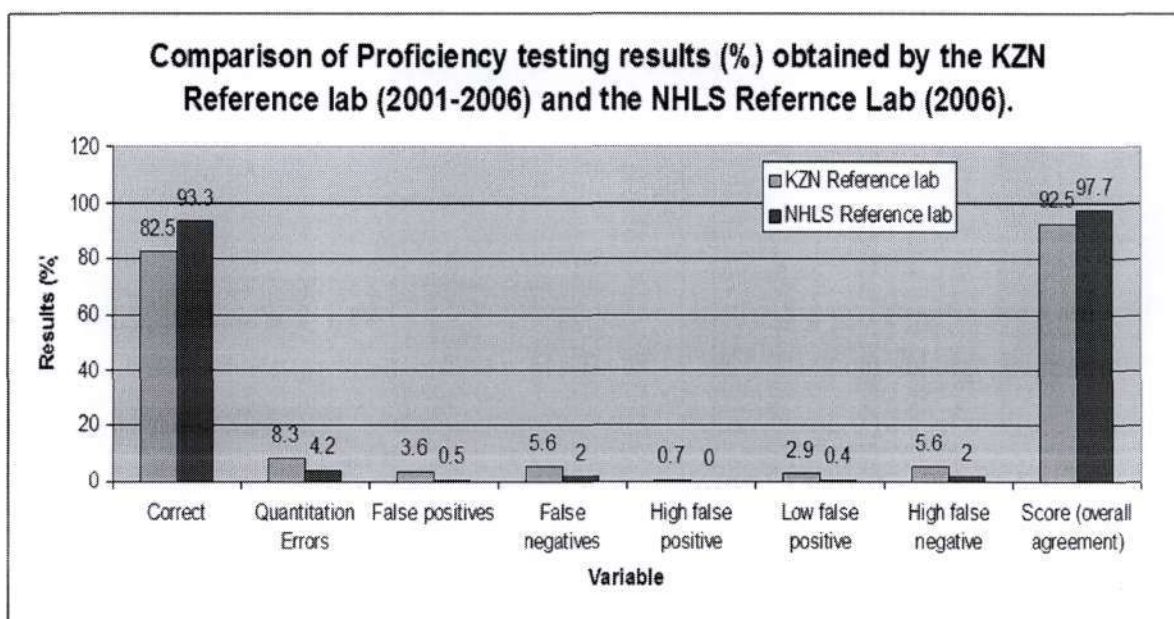 Comparison of Proficiency testing results (%) obtained by the KZN
Reference lab (2001-2006) and the NHLS Refernce Lab (2006).
120
100
80
60
40
20
0
Results (%)
KZN Reference lab
NHLS Reference lab
82.5
93.3
8.3
4.2
3.6
0.5
5.6
2
0.7
0
2.9
0.4
5.6
2
92.5
97.7
Correct
Quantitation
Errors
False positives
False
negatives
High false
positive
Low false
positive
High false
negative
Score (overall
agreement)
Variable